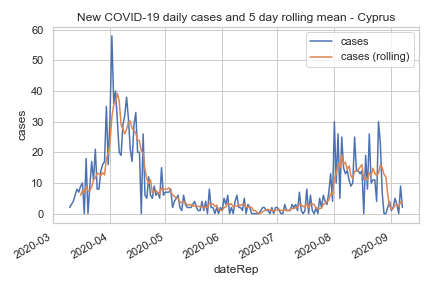 New COVID-19 daily cases and 5 day rolling mean - Cyprus
cases
cases (rolling)
60
50
40
30
20
10
0
cases
2020-03
2020-04
2020-05
2020-06
2020-07
2020-08
2020-09
dateRep